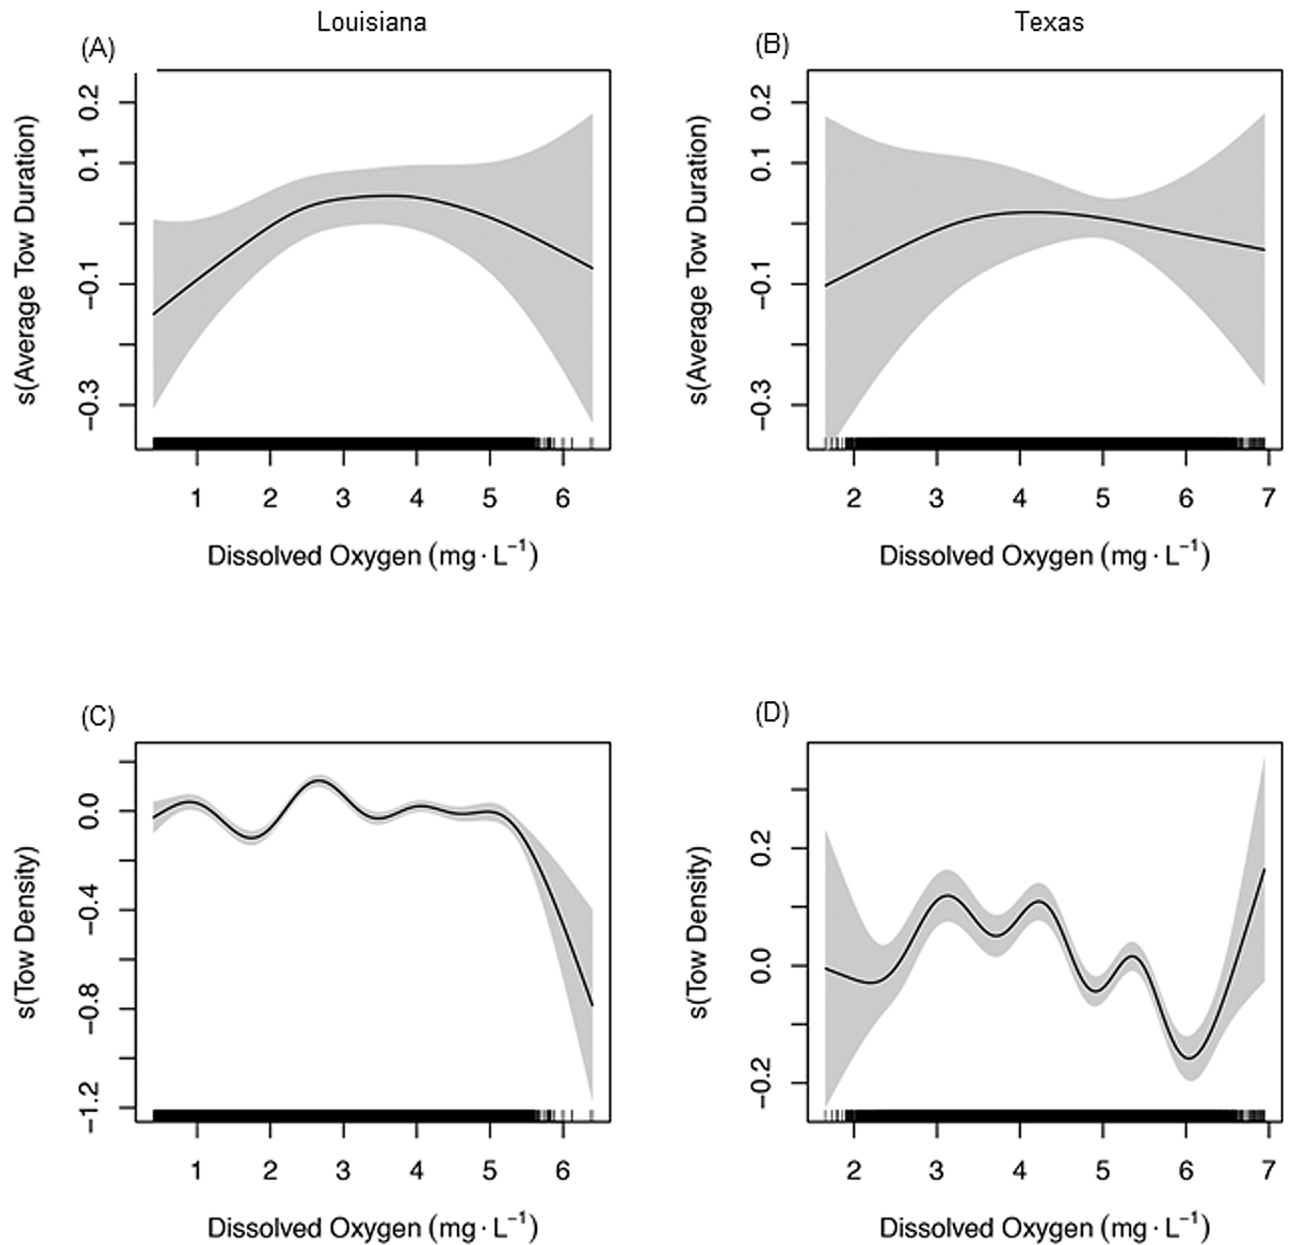 Louisiana
Texas
(A)
(B)
s(Average Tow Duration)
0.2
0.1
−0.1
−0.3
1 2 3 4 5 6
Dissolved Oxygen (mg · L⁻¹)
s(Average Tow Duration)
0.2
0.11
−0.1
−0.3
2 3 4 5 6 7
Dissolved Oxygen (mg · L⁻¹)
(C)
(D)
s(Tow Density)
0.0
−0.4
−0.8
−1.2
1 2 3 4 5 6
Dissolved Oxygen (mg · L⁻¹)
s(Tow Density)
0.2
0.0
−0.2
2 3 4 5 6 7
Dissolved Oxygen (mg · L⁻¹)